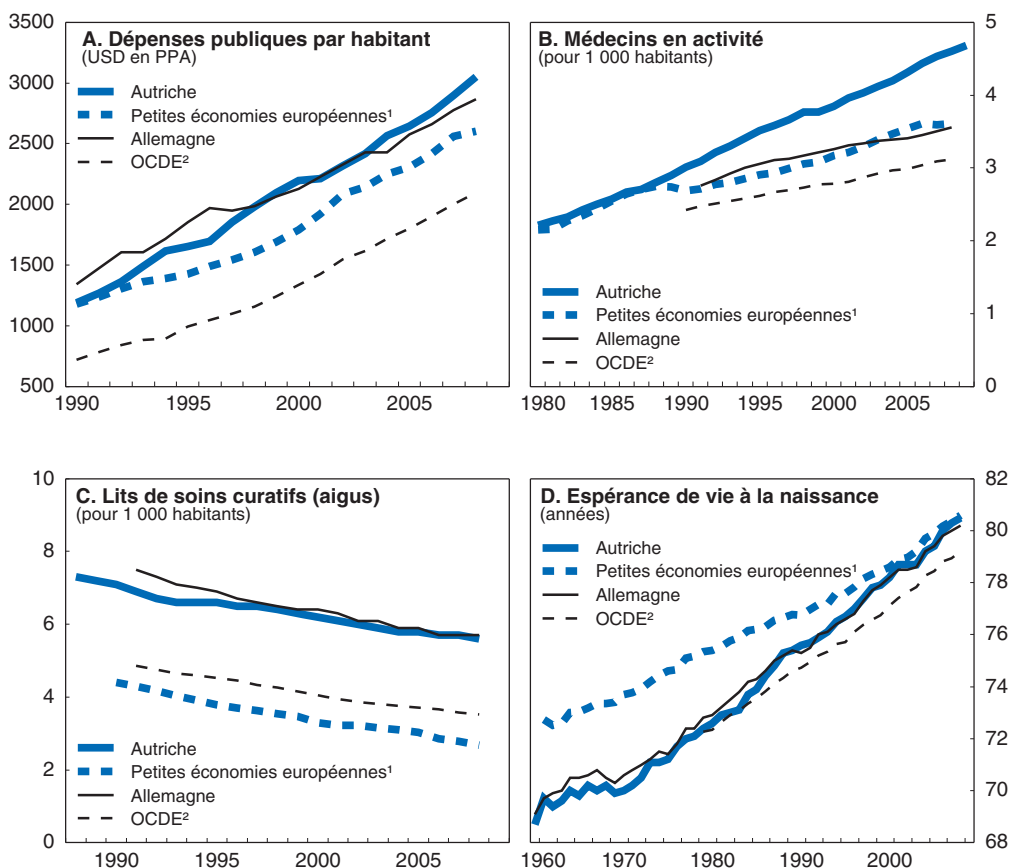 A. Dépenses publiques par habitant
(USD en PPA)
Autriche
Petites économies européennes¹
Allemagne
OCDE²
3500
3000
2500
2000
1500
1000
500
1990
1995
2000
2005
B. Médecins en activité
(pour 1 000 habitants)
Autriche
Petites économies européennes¹
Allemagne
OCDE²
5
4
3
2
1
0
1980
1985
1990
1995
2000
2005
C. Lits de soins curatifs (aigus)
(pour 1 000 habitants)
Autriche
Petites économies européennes¹
Allemagne
OCDE²
10
8
6
4
2
0
1990
1995
2000
2005
D. Espérance de vie à la naissance
(années)
Autriche
Petites économies européennes¹
Allemagne
OCDE²
82
80
78
76
74
72
70
68
1960
1970
1980
1990
2000